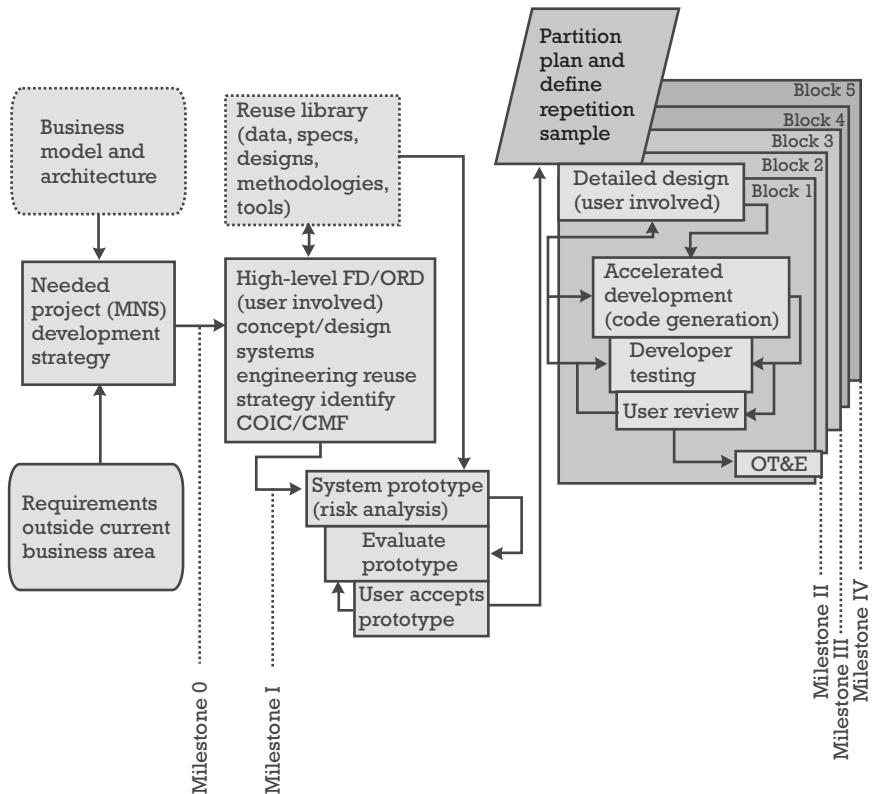 Business
model and
architecture
Needed
project (MNS)
development
strategy
Requirements
outside current
business area
Milestone 0
Reuse library
(data, specs,
designs,
methodologies,
tools)
High-level FD/ORD
(user involved)
concept/design
systems
engineering reuse
strategy identify
COIC/CMF
Milestone I
System prototype
(risk analysis)
Evaluate
prototype
User accepts
prototype
Partition
plan and
define
repetition
sample
Block 5
Block 4
Block 3
Block 2
Block 1
Detailed design
(user involved)
Accelerated
development
(code generation)
Developer
testing
User review
OT&E
Milestone II
Milestone III
Milestone IV